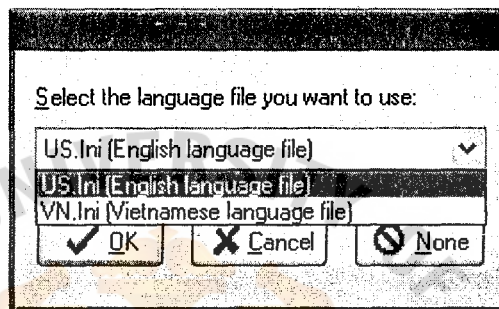 Select the language file you want to use:
US.Ini (English language file)
US.Ini (English language file)
VN.Ini (Vietnamese language file)
OK Cancel None